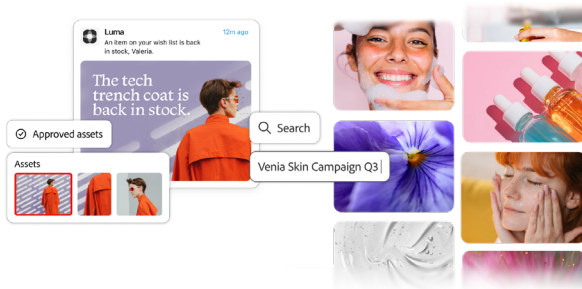 Luma
12m ago
An item on your wish list is back
in stock, Valeria.
The tech
trench coat is
back in stock.
Approved assets
Assets
Search
Venia Skin Campaign Q3